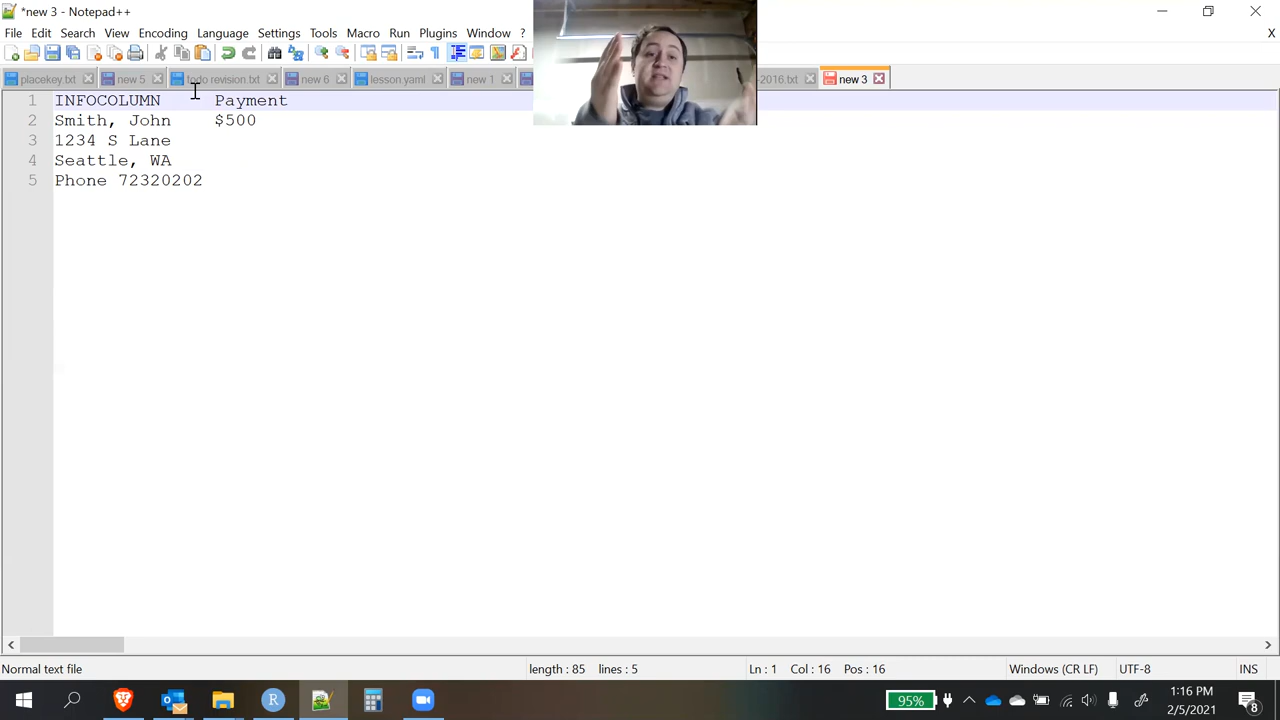 *new 3 - Notepad++
File Edit Search View Encoding Language Settings Tools Macro Run Plugins Window ? X
placekey.txt new 5 todo revision.txt new 6 lesson.yaml new 1 -2016.txt new 3
1 INFOCOLUMN Payment
2 Smith, John $500
3 1234 S Lane
4 Seattle, WA
5 Phone 72320202
Normal text file length : 85 lines : 5 Ln : 1 Col : 16 Pos : 16 Windows (CR LF) UTF-8 INS
95% 1:16 PM
2/5/2021 8